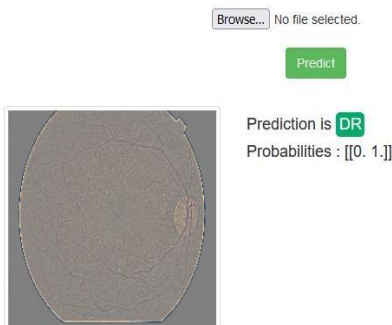 Browse... No file selected.
Predict
Prediction is DR
Probabilities : [[0. 1.]]